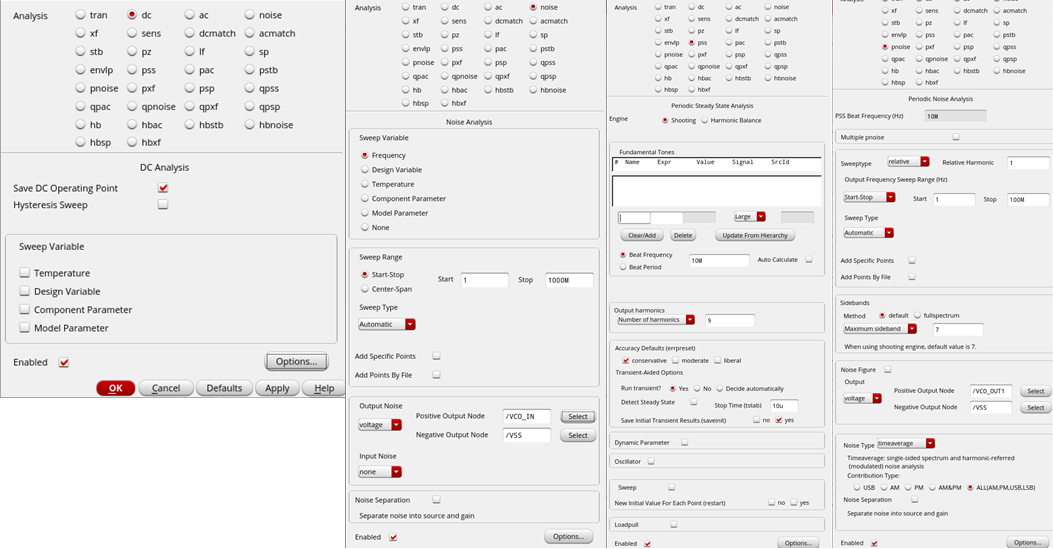 Analysis tran dc ac noise
xf sens dcmatch acmatch
stb pz lf sp
envlp pss pac pstb
pnoise pxf psp qpss
qpac qpnoise qpxf qpsp
hb hbac hbstb hbnoise
hbsp hbxf
DC Analysis
Save DC Operating Point
Hysteresis Sweep
Sweep Variable
Temperature
Design Variable
Component Parameter
Model Parameter
Enabled Options...
OK Cancel Defaults Apply Help
Analysis tran dc ac noise
xf sens dcmatch acmatch
stb pz lf sp
envlp pss pac pstb
pnoise pxf psp qpss
qpac qpnoise qpxf qpsp
hb hbac hbstb hbnoise
hbsp hbxf
Noise Analysis
Sweep Variable
Frequency
Design Variable
Temperature
Component Parameter
Model Parameter
None
Sweep Range
Start-Stop Start 1 Stop 1000M
Center-Span
Sweep Type
Automatic
Add Specific Points
Add Points By File
Output Noise
voltage Positive Output Node /VCO_IN Select
Negative Output Node /VSS Select
Input Noise
none
Noise Separation
Separate noise into source and gain
Enabled Options...
Analysis tran dc ac noise
xf sens dcmatch acmatch
stb pz lf sp
envlp pss pac pstb
pnoise pxf psp qpss
qpac qpnoise qpxf qpsp
hb hbac hbstb hbnoise
hbsp hbxf
Periodic Steady State Analysis
Engine Shooting Harmonic Balance
Fundamental Tones
# Name Expr Value Signal SrcId
Large
Clear/Add Delete Update From Hierarchy
Beat Frequency 10M Auto Calculate
Beat Period
Output harmonics
Number of harmonics 9
Accuracy Defaults (errpreset)
conservative moderate liberal
Transient-Aided Options
Run transient? Yes No Decide automatically
Detect Steady State Stop Time (tstab) 10u
Save Initial Transient Results (saveinit) no yes
Dynamic Parameter
Oscillator
Sweep
New Initial Value For Each Point (restart) no yes
Loadpull
Enabled Options...
Analysis tran dc ac noise
xf sens dcmatch acmatch
stb pz lf sp
envlp pss pac pstb
pnoise pxf psp qpss
qpac qpnoise qpxf qpsp
hb hbac hbstb hbnoise
hbsp hbxf
Periodic Noise Analysis
PSS Beat Frequency (Hz) 10M
Multiple pnoise
Sweeptype relative Relative Harmonic 1
Output Frequency Sweep Range (Hz)
Start-Stop Start 1 Stop 100M
Sweep Type
Automatic
Add Specific Points
Add Points By File
Sidebands
Method default fullspectrum
Maximum sideband 7
When using shooting engine, default value is 7.
Noise Figure
Output
voltage Positive Output Node /VCO_OUT1 Select
Negative Output Node /VSS Select
Noise Type timeaverage
Timeaverage: single-sided spectrum and harmonic-referred
(modulated) noise analysis
Contribution Type:
USB AM PM AM&PM ALL(AM,PM,USB,LSB)
Noise Separation
Separate noise into source and gain
Enabled Options...